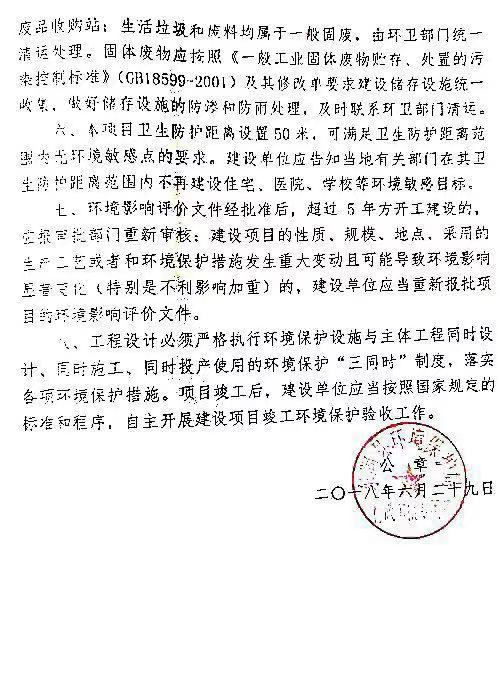 废品收购站；生活垃圾和废料均属于一般固废，由环卫部门统一
清运处理。固体废物应按照《一般工业固体废物贮存、处置的污
染控制标准》(GB18599-2001) 及其修改单要求建设储存设施统一
收集，做好储存设施的防渗和防雨处理，及时联系环卫部门清运。
六、本项目卫生防护距离设置 50 米，可满足卫生防护距离范
围内无环境敏感点的要求。建设单位应告知当地有关部门在其卫
生防护距离范围内不再建设住宅、医院、学校等环境敏感目标。
七、环境影响评价文件经批准后，超过 5 年方开工建设的，
报审批部门重新审核；建设项目的性质、规模、地点、采用的
生产工艺或者和环境保护措施发生重大变动且可能导致环境影响
显著变化（特别是不利影响加重）的，建设单位应当重新报批项
目的环境影响评价文件。
八、工程设计必须严格执行环境保护设施与主体工程同时设
计、同时施工、同时投产使用的环境保护“三同时”制度，落实
各项环境保护措施。项目竣工后，建设单位应当按照国家规定的
标准和程序，自主开展建设项目竣工环境保护验收工作。
环境保护
公 章
二〇一八年六月二十九日